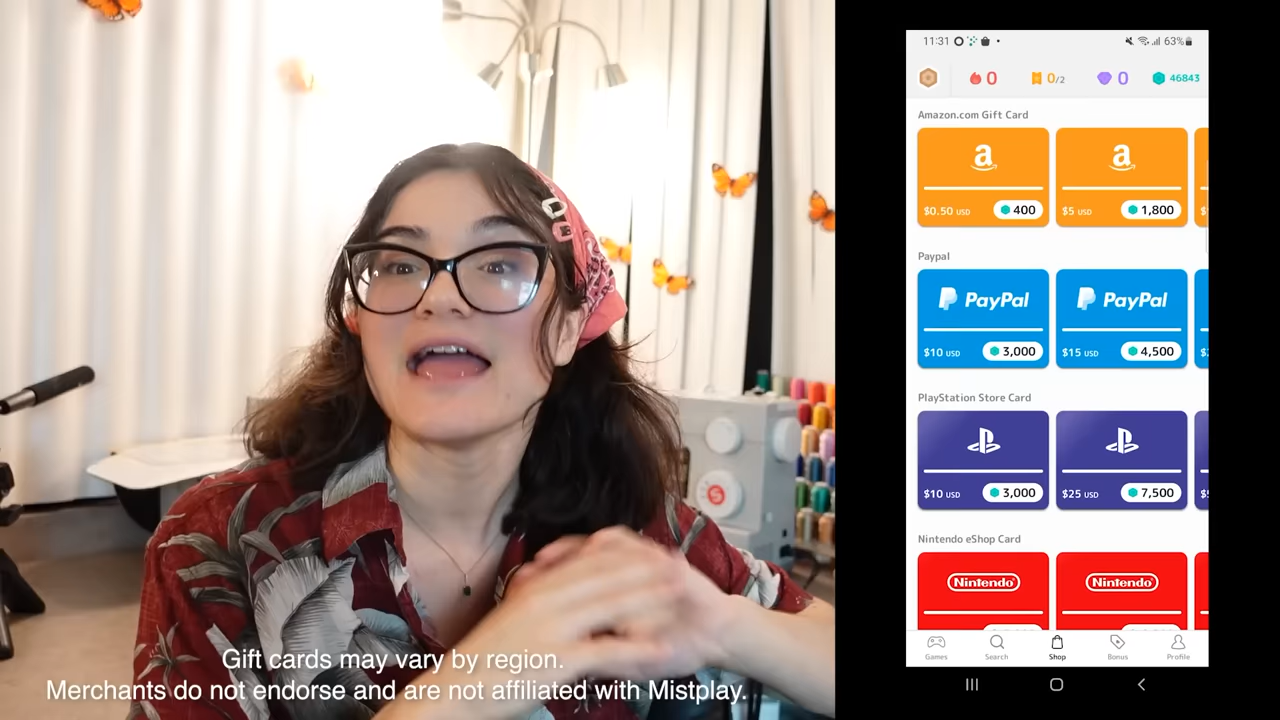 Gift cards may vary by region.
Merchants do not endorse and are not affiliated with Mistplay.
11:31
63%
0
0/2
0
46843
Amazon.com Gift Card
a
a
$0.50 USD
400
$5 USD
1,800
Paypal
PayPal
PayPal
$10 USD
3,000
$15 USD
4,500
PlayStation Store Card
$10 USD
3,000
$25 USD
7,500
Nintendo eShop Card
Nintendo
Nintendo
Games
Search
Shop
Bonus
Profile